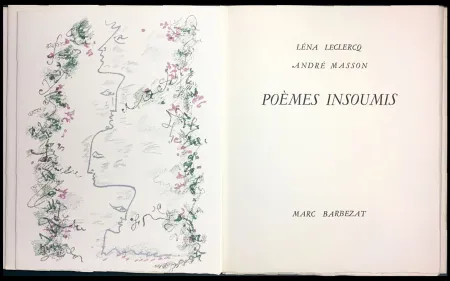 LÉNA LECLERCQ
ANDRÉ MASSON
POÈMES INSOUMIS
MARC BARBEZAT